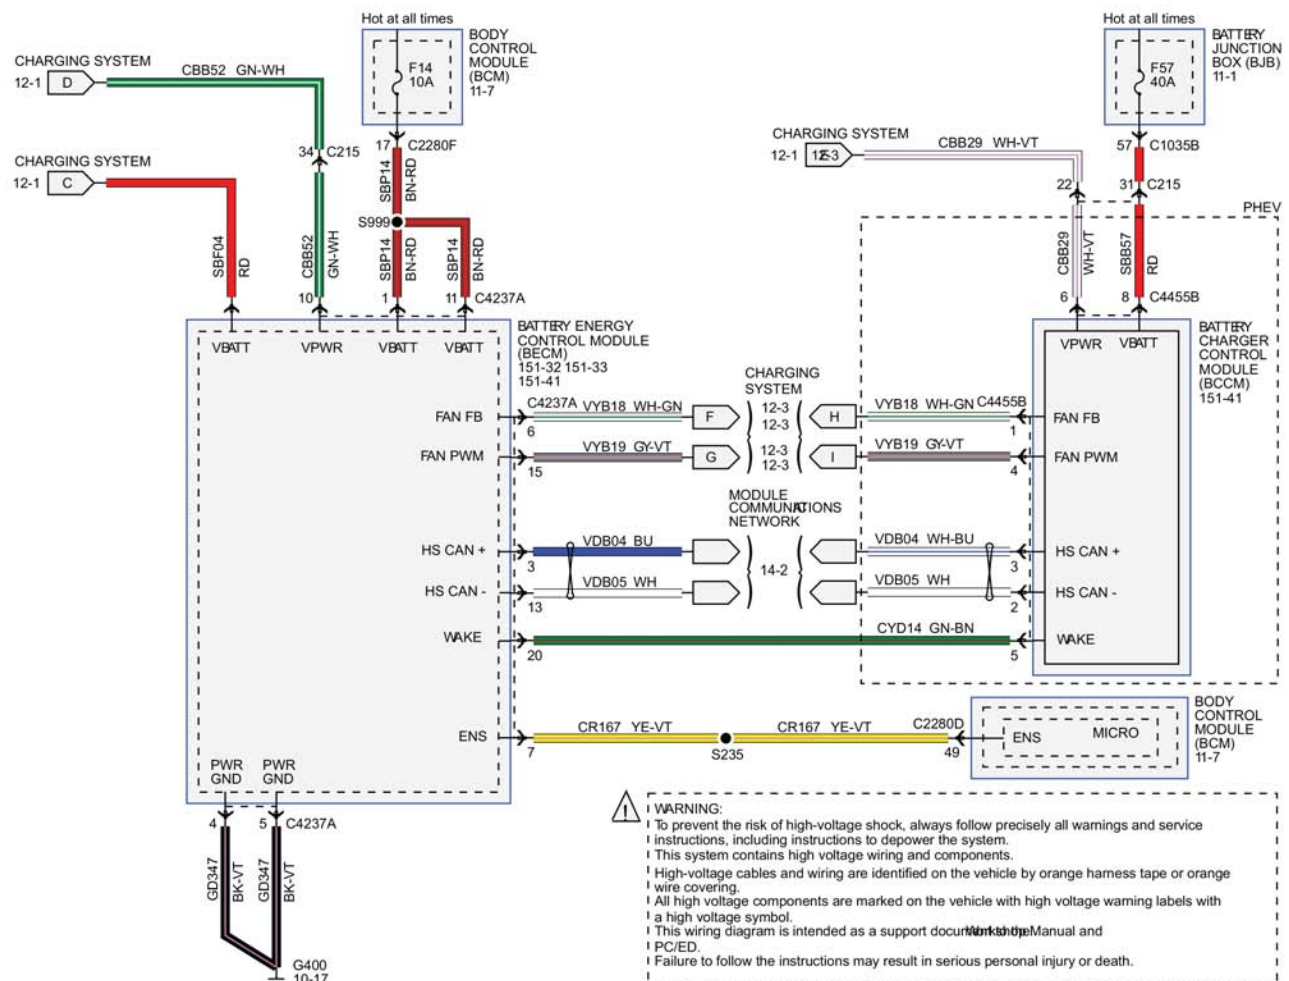 Hot at all times
BODY
CONTROL
MODULE
(BCM)
11-7
F14
10A
CHARGING SYSTEM
12-1 D
CBB52 GN-WH
34 C215
17 C2280F
CHARGING SYSTEM
12-1 C
SBF04
RD
CBB52
GN-WH
SBP14
BN-RD
S999
SBP14
BN-RD
SBP14
BN-RD
10 1 11 C4237A
Hot at all times
BATTERY
JUNCTION
BOX (BJB)
11-1
F57
40A
CHARGING SYSTEM
12-1
CBB29 WH-VT
57 C1035B
22 31 C215
PHEV
CBB29
WH-VT
SBB57
RD
6 8 C4455B
VBATT VPWR VBATT VBATT
BATTERY ENERGY
CONTROL MODULE
(BECM)
151-32 151-33
151-41
VPWR VBATT
BATTERY
CHARGER
CONTROL
MODULE
(BCCM)
151-41
CHARGING
SYSTEM
FAN FB C4237A 6 VYB18 WH-GN F 12-3 12-3 H VYB18 WH-GN C4455B 1 FAN FB
FAN PWM 15 VYB19 GY-VT G 12-3 12-3 I VYB19 GY-VT 4 FAN PWM
MODULE
COMMUNICATIONS
NETWORK
HS CAN + 3 VDB04 BU 14-2 VDB04 WH-BU 3 HS CAN +
HS CAN - 13 VDB05 WH VDB05 WH 2 HS CAN -
WAKE 20 CYD14 GN-BN 5 WAKE
ENS 7 CR167 YE-VT S235 CR167 YE-VT C2280D 49 ENS MICRO
BODY
CONTROL
MODULE
(BCM)
11-7
PWR
GND
PWR
GND
4 5 C4237A
GD347
BK-VT
GD347
BK-VT
G400
10-17
!
WARNING:
To prevent the risk of high-voltage shock, always follow precisely all warnings and service
instructions, including instructions to depower the system.
This system contains high voltage wiring and components.
High-voltage cables and wiring are identified on the vehicle by orange harness tape or orange
wire covering.
All high voltage components are marked on the vehicle with high voltage warning labels with
a high voltage symbol.
This wiring diagram is intended as a support Manual and
PC/ED.
Failure to follow the instructions may result in serious personal injury or death.